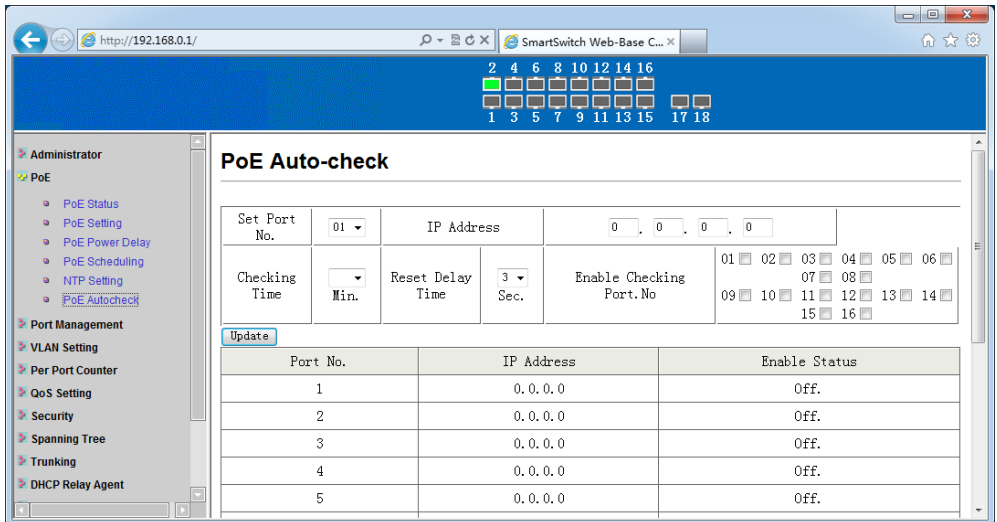 http://192.168.0.1/
SmartSwitch Web-Base C...
2 4 6 8 10 12 14 16
1 3 5 7 9 11 13 15 17 18
Administrator
PoE
PoE Status
PoE Setting
PoE Power Delay
PoE Scheduling
NTP Setting
PoE Autocheck
Port Management
VLAN Setting
Per Port Counter
QoS Setting
Security
Spanning Tree
Trunking
DHCP Relay Agent
PoE Auto-check
Set Port No. 01 IP Address 0 . 0 . 0 . 0
Checking Time Min. Reset Delay Time 3 Sec. Enable Checking Port.No
01 02 03 04 05 06
07 08
09 10 11 12 13 14
15 16
Update
Port No. IP Address Enable Status
1 0.0.0.0 Off.
2 0.0.0.0 Off.
3 0.0.0.0 Off.
4 0.0.0.0 Off.
5 0.0.0.0 Off.